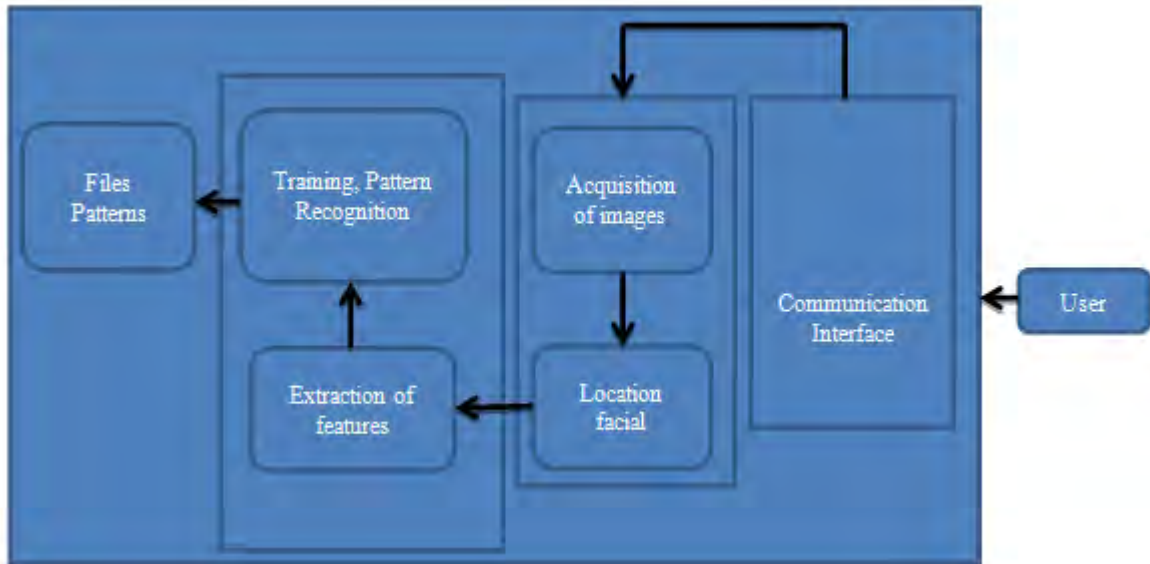 Files
Patterns
Training, Pattern
Recognition
Acquisition
of images
Communication
Interface
User
Extraction of
features
Location
facial